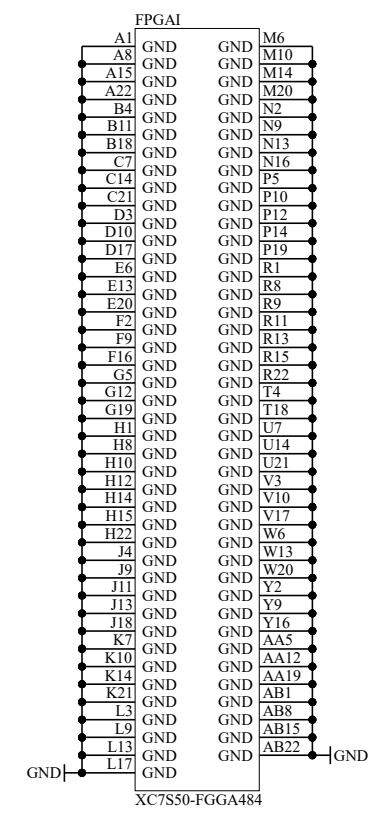 FPGAI
A1 GND GND M6
A8 GND GND M10
A15 GND GND M14
A22 GND GND M20
B4 GND GND N2
B11 GND GND N9
B18 GND GND N13
C7 GND GND N16
C14 GND GND P5
C21 GND GND P10
D3 GND GND P12
D10 GND GND P14
D17 GND GND P19
E6 GND GND R1
E13 GND GND R8
E20 GND GND R9
F2 GND GND R11
F9 GND GND R13
F16 GND GND R15
G5 GND GND R22
G12 GND GND T4
G19 GND GND T18
H1 GND GND U7
H8 GND GND U14
H10 GND GND U21
H12 GND GND V3
H14 GND GND V10
H15 GND GND V17
H22 GND GND W6
J4 GND GND W13
J9 GND GND W20
J11 GND GND Y2
J13 GND GND Y9
J18 GND GND Y16
K7 GND GND AA5
K10 GND GND AA12
K14 GND GND AA19
K21 GND GND AB1
L3 GND GND AB8
L9 GND GND AB15
L13 GND GND AB22 GND
GND L17 GND
XC7S50-FGGA484